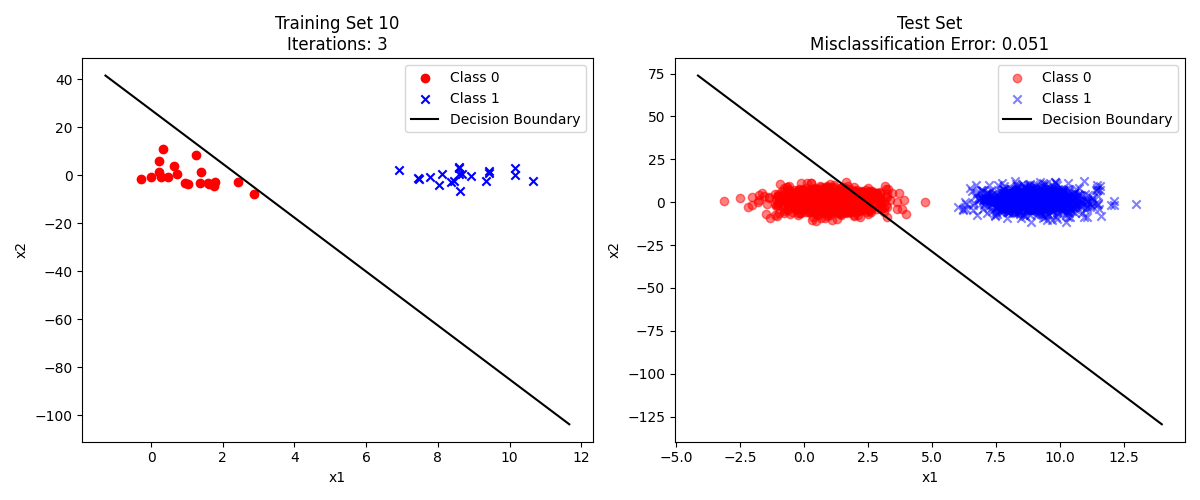 Training Set 10
Iterations: 3
Class 0
Class 1
Decision Boundary
40
20
0
−20
−40
−60
−80
−100
x2
0
2
4
6
8
10
12
x1
Test Set
Misclassification Error: 0.051
Class 0
Class 1
Decision Boundary
75
50
25
0
−25
−50
−75
−100
−125
x2
−5.0
−2.5
0.0
2.5
5.0
7.5
10.0
12.5
x1